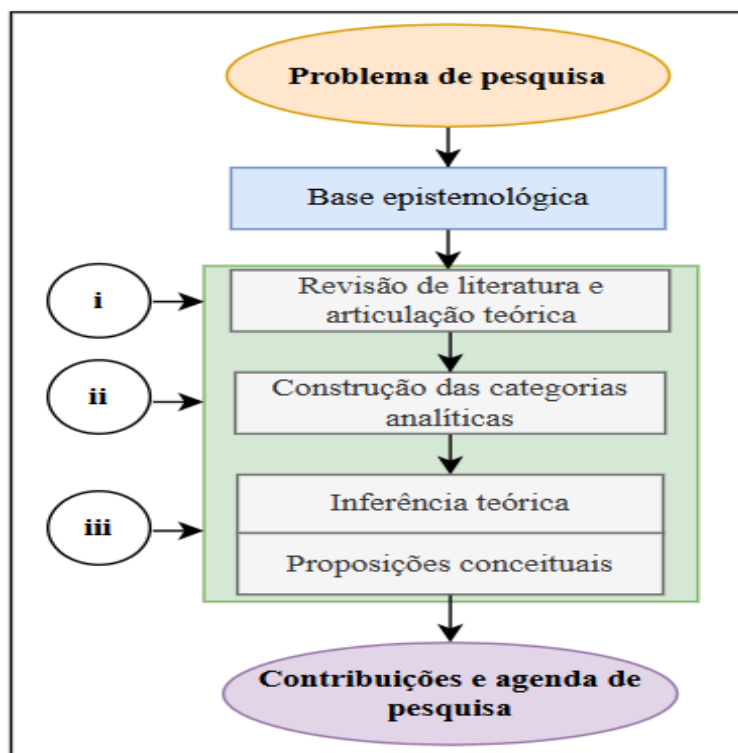 Problema de pesquisa
Base epistemológica
i
Revisão de literatura e
articulação teórica
ii
Construção das categorias
analíticas
iii
Inferência teórica
Proposições conceituais
Contribuições e agenda de
pesquisa